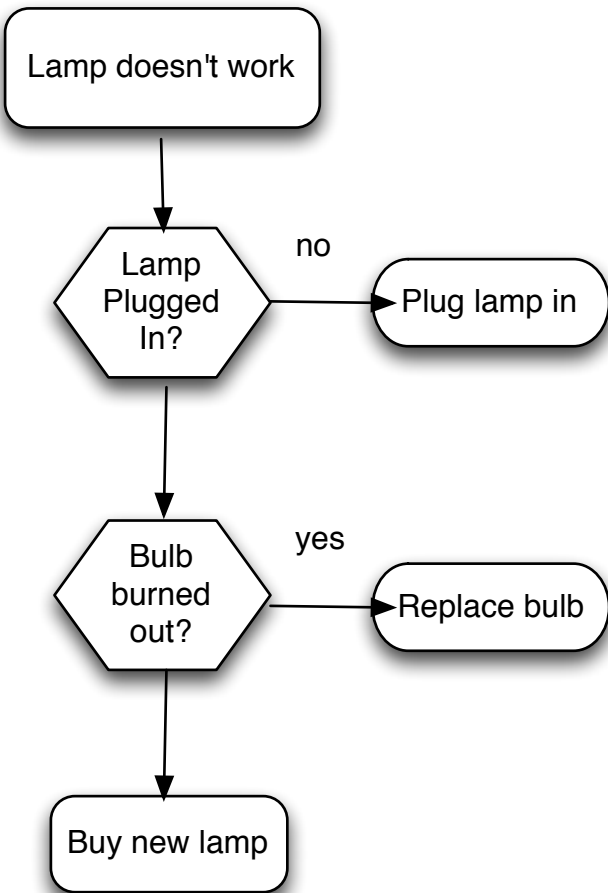 Lamp doesn't work
Lamp
Plugged
In?
no
Plug lamp in
Bulb
burned
out?
yes
Replace bulb
Buy new lamp